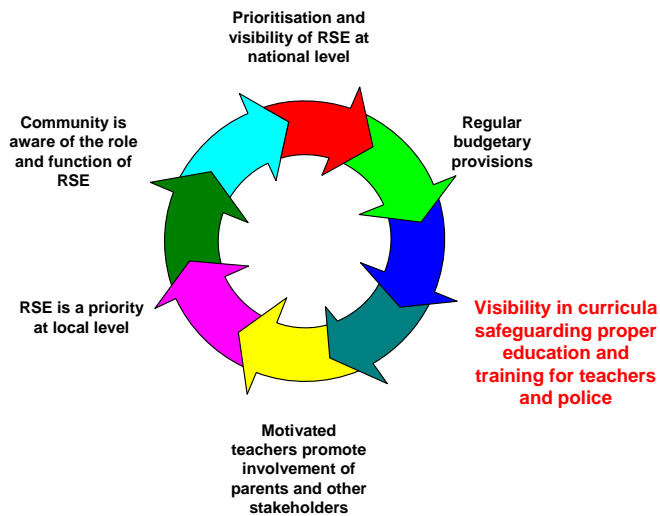 Prioritisation and
visibility of RSE at
national level
Regular
budgetary
provisions
Visibility in curricula
safeguarding proper
education and
training for teachers
and police
Motivated
teachers promote
involvement of
parents and other
stakeholders
RSE is a priority
at local level
Community is
aware of the role
and function of
RSE